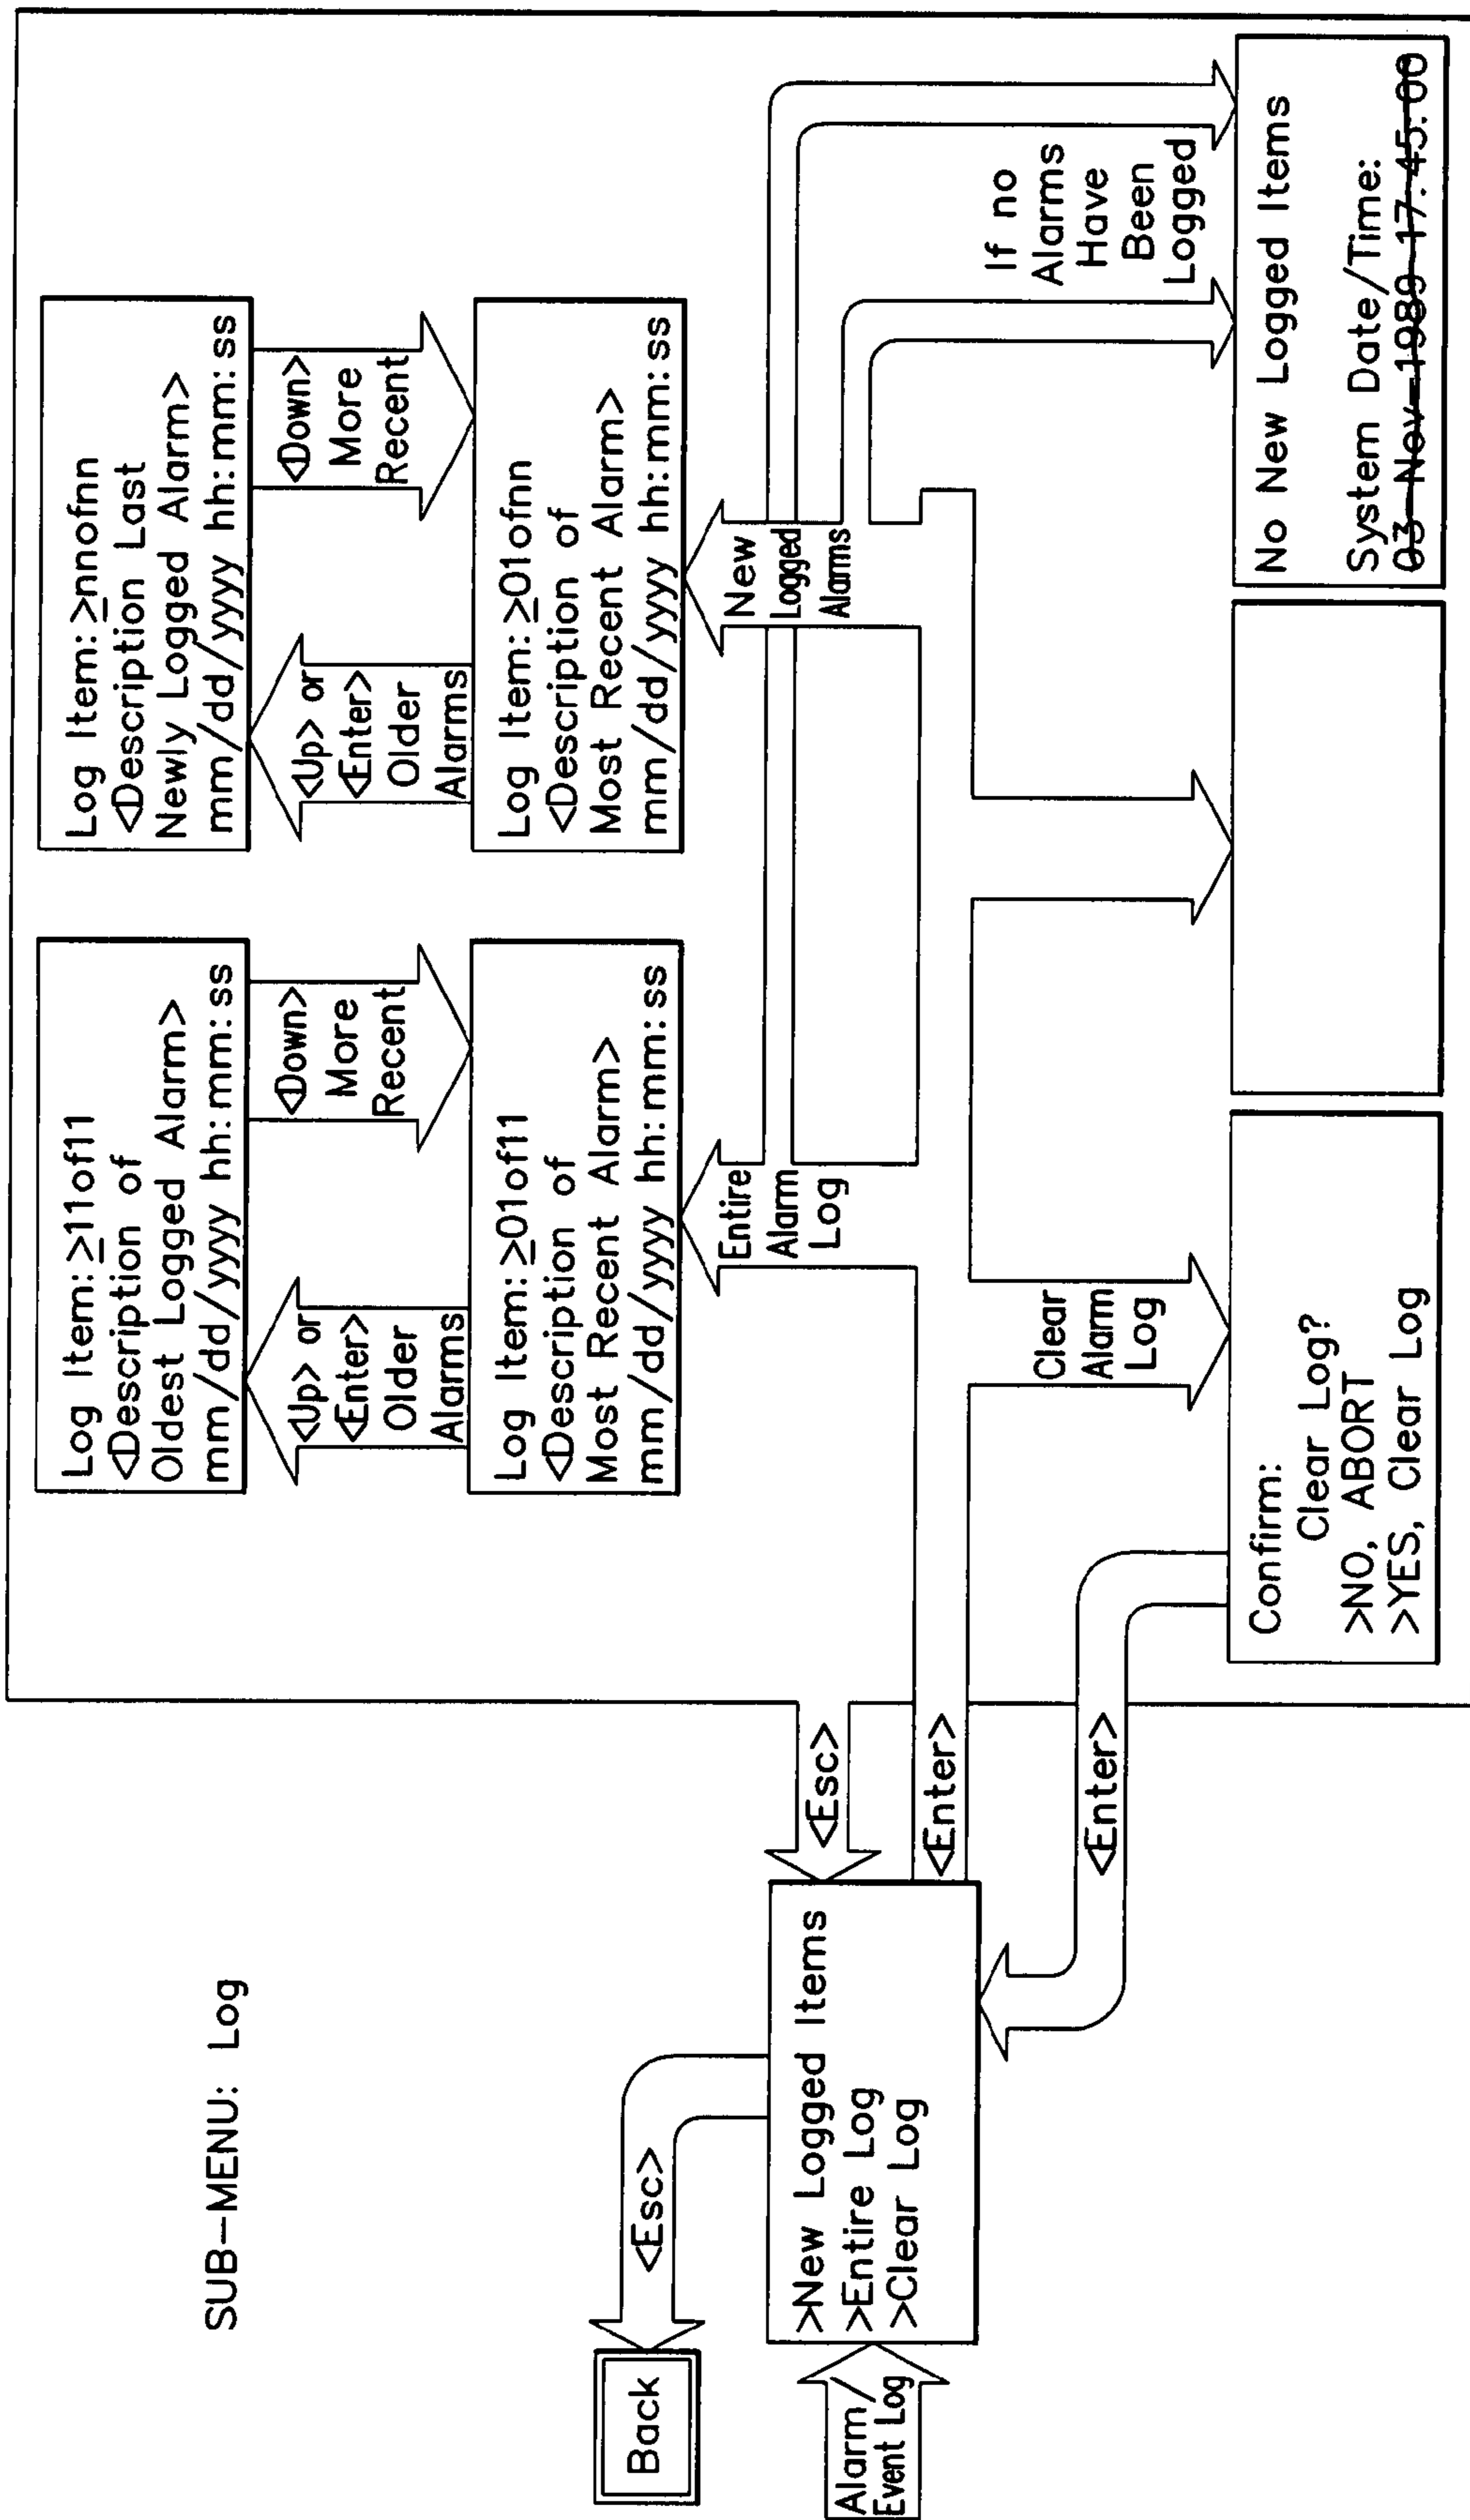 SUB-MENU: Log
Log Item:>11of11
<Description of
Oldest Logged Alarm>
mm/dd/yyyy hh:mm:ss
Log Item:>nnofnn
<Description Last
Newly Logged Alarm>
mm/dd/yyyy hh:mm:ss
<Up> or
<Enter>
Older
Alarms
<Down>
More
Recent
<Up> or
<Enter>
Older
Alarms
<Down>
More
Recent
Log Item:>01of11
<Description of
Most Recent Alarm>
mm/dd/yyyy hh:mm:ss
Log Item:>01ofnn
<Description of
Most Recent Alarm>
mm/dd/yyyy hh:mm:ss
Back
<Esc>
Alarm/
Event Log
>New Logged Items
>Entire Log
>Clear Log
<Esc>
<Enter>
<Enter>
Entire
Alarm
Log
New
Logged
Alarms
Clear
Alarm
Log
If no
Alarms
Have
Been
Logged
Confirm:
Clear Log?
>NO, ABORT
>YES, Clear Log
No New Logged Items
System Date/Time:
03-Nov-1989 17:45:00